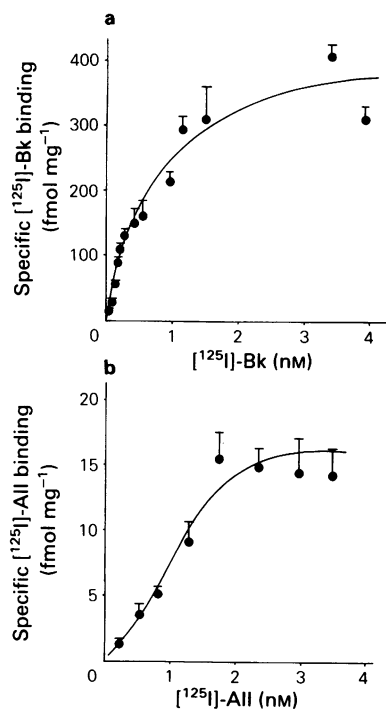 a
Specific [¹²⁵I]-Bk binding
(fmol mg⁻¹)
400
300
200
100
0
1
2
3
4
[¹²⁵I]-Bk (nM)
b
Specific [¹²⁵I]-AII binding
(fmol mg⁻¹)
20
15
10
5
0
1
2
3
4
[¹²⁵I]-AII (nM)